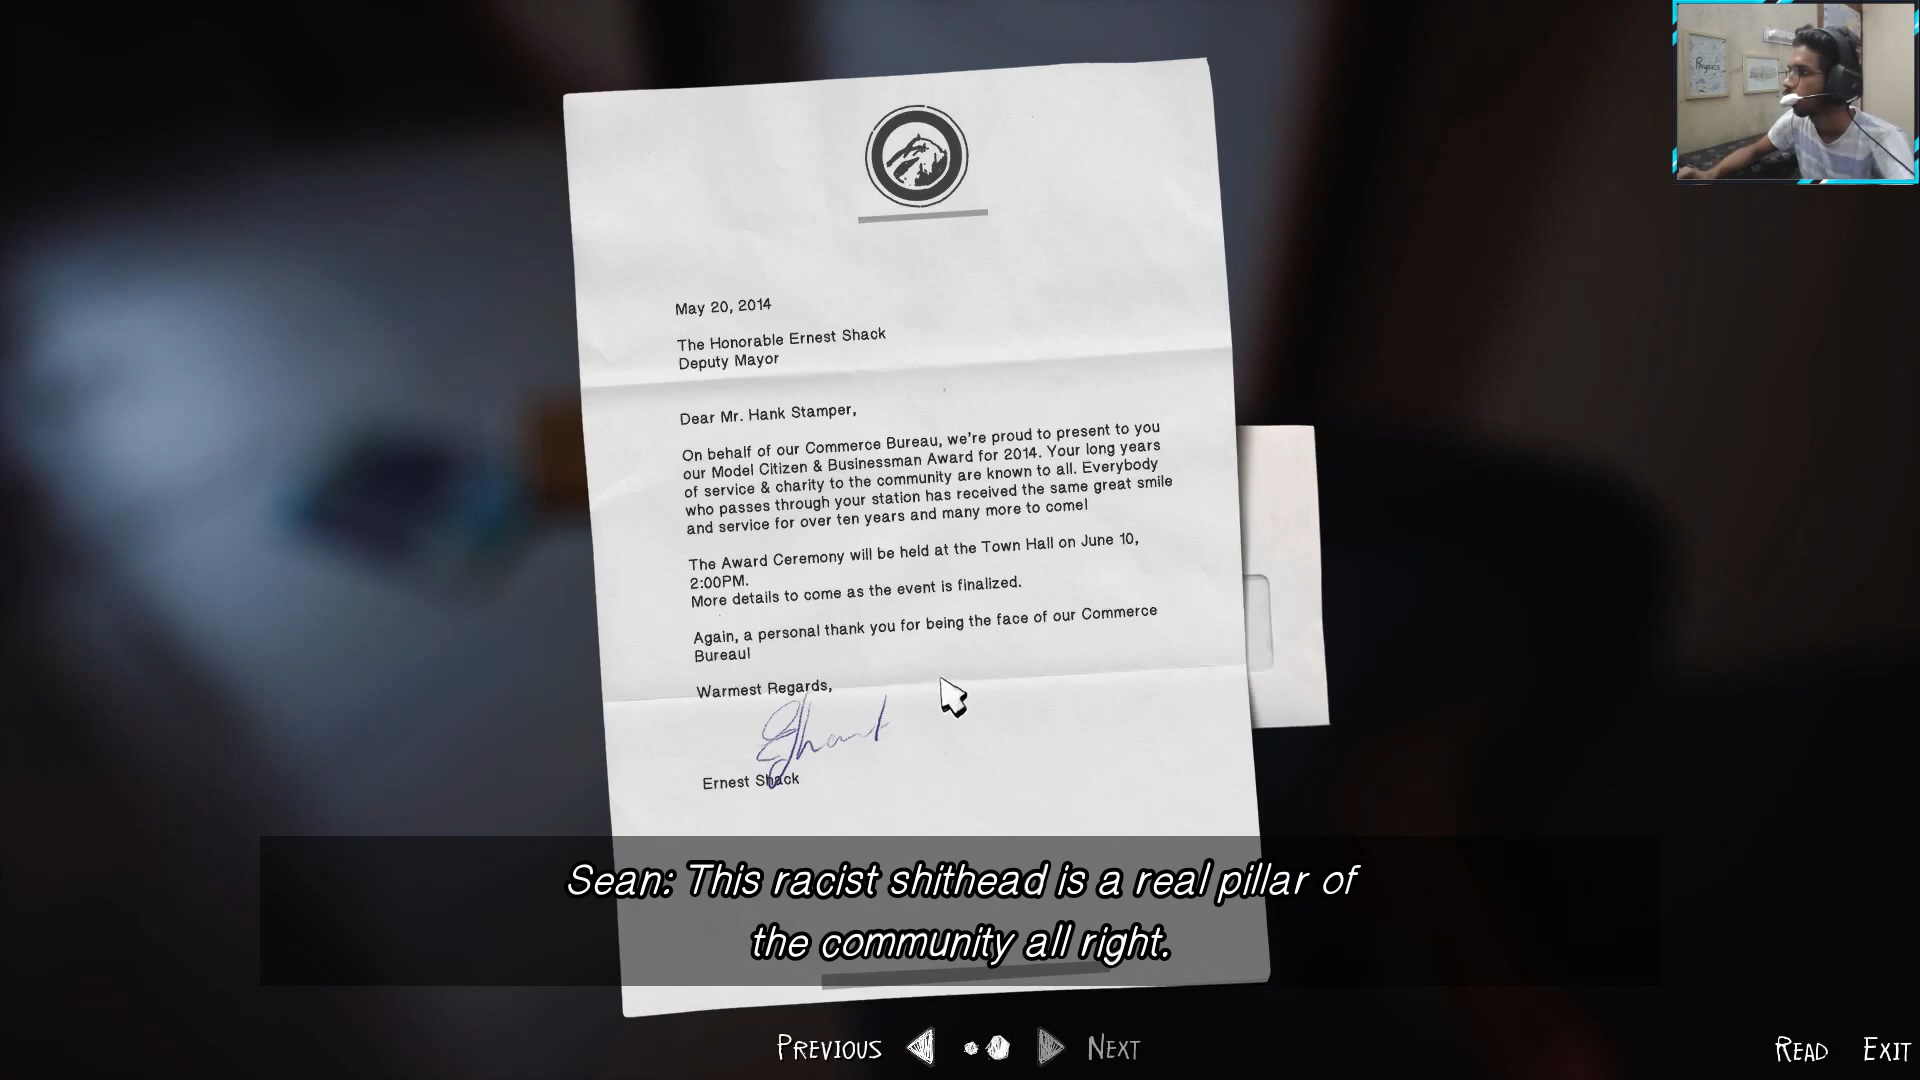 Physics
May 20, 2014
The Honorable Ernest Shack
Deputy Mayor
Dear Mr. Hank Stamper,
On behalf of our Commerce Bureau, we're proud to present to you
our Model Citizen & Businessman Award for 2014. Your long years
of service & charity to the community are known to all. Everybody
who passes through your station has received the same great smile
and service for over ten years and many more to come!
The Award Ceremony will be held at the Town Hall on June 10,
2:00PM.
More details to come as the event is finalized.
Again, a personal thank you for being the face of our Commerce
Bureau!
Warmest Regards,
Ernest Shack
Sean: This racist shithead is a real pillar of
the community all right.
PREVIOUS NEXT
READ EXIT